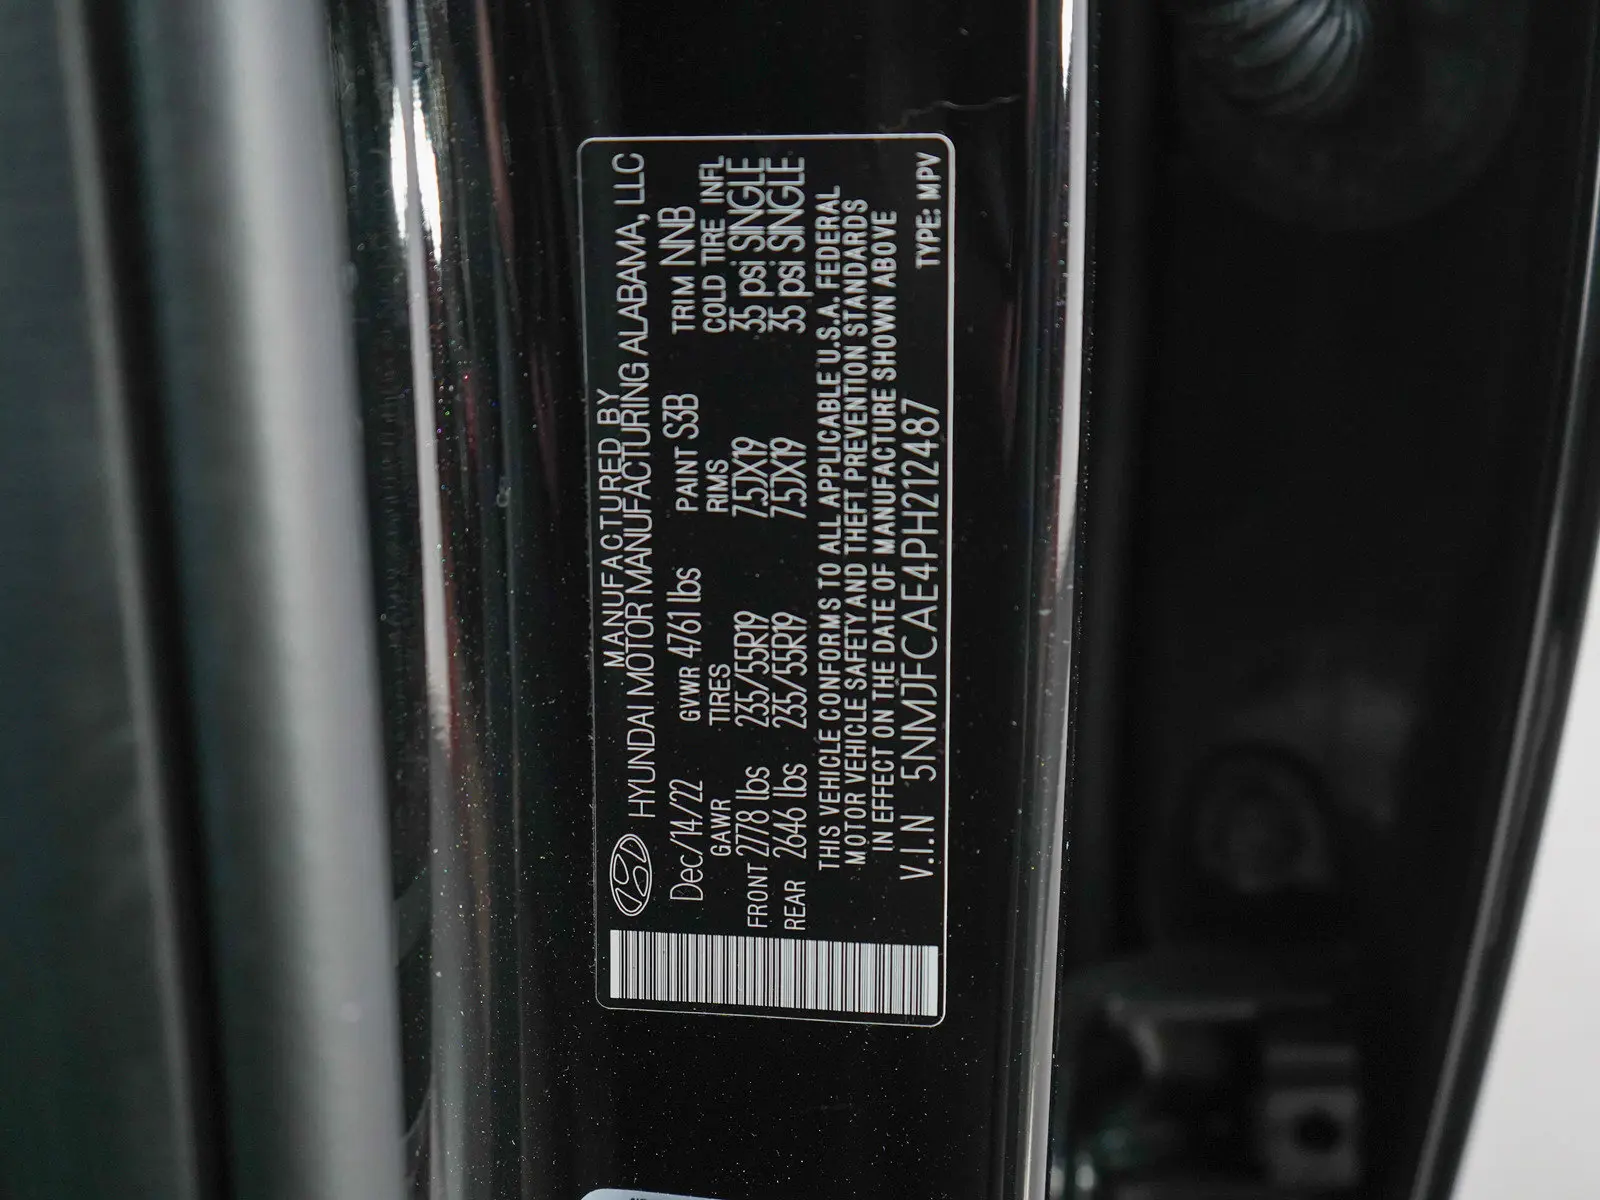 MANUFACTURED BY
HYUNDAI MOTOR MANUFACTURING ALABAMA, LLC
Dec/14/22 GVWR 4761 lbs PAINT S3B TRIM NNB
GAWR TIRES RIMS COLD TIRE INFL
FRONT 2778 lbs 235/55R19 7.5JX19 35 psi SINGLE
REAR 2646 lbs 235/55R19 7.5JX19 35 psi SINGLE
THIS VEHICLE CONFORMS TO ALL APPLICABLE U.S.A. FEDERAL
MOTOR VEHICLE SAFETY AND THEFT PREVENTION STANDARDS
IN EFFECT ON THE DATE OF MANUFACTURE SHOWN ABOVE
V.I.N 5NMJFCAE4PH212487 TYPE: MPV